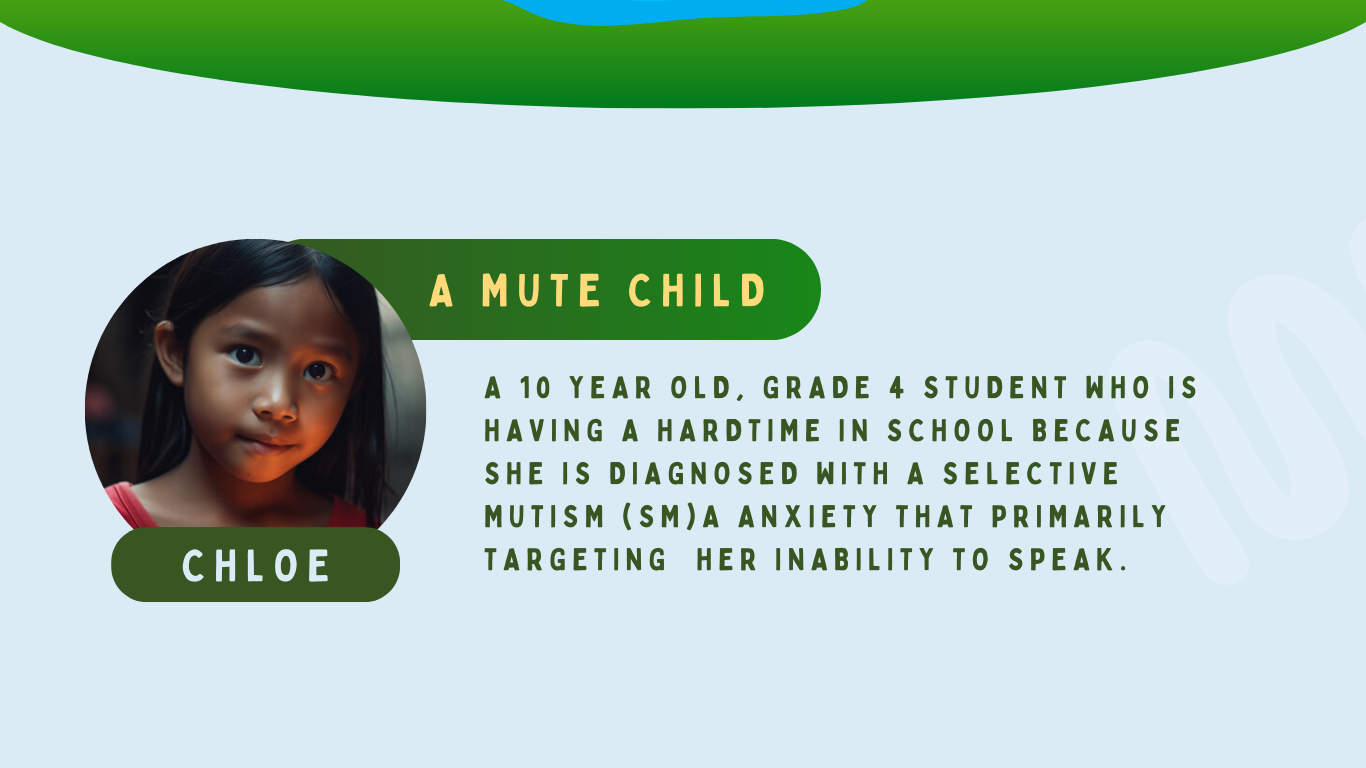 A MUTE CHILD
A 10 YEAR OLD, GRADE 4 STUDENT WHO IS
HAVING A HARDTIME IN SCHOOL BECAUSE
SHE IS DIAGNOSED WITH A SELECTIVE
MUTISM (SM)A ANXIETY THAT PRIMARILY
TARGETING  HER INABILITY TO SPEAK.
CHLOE